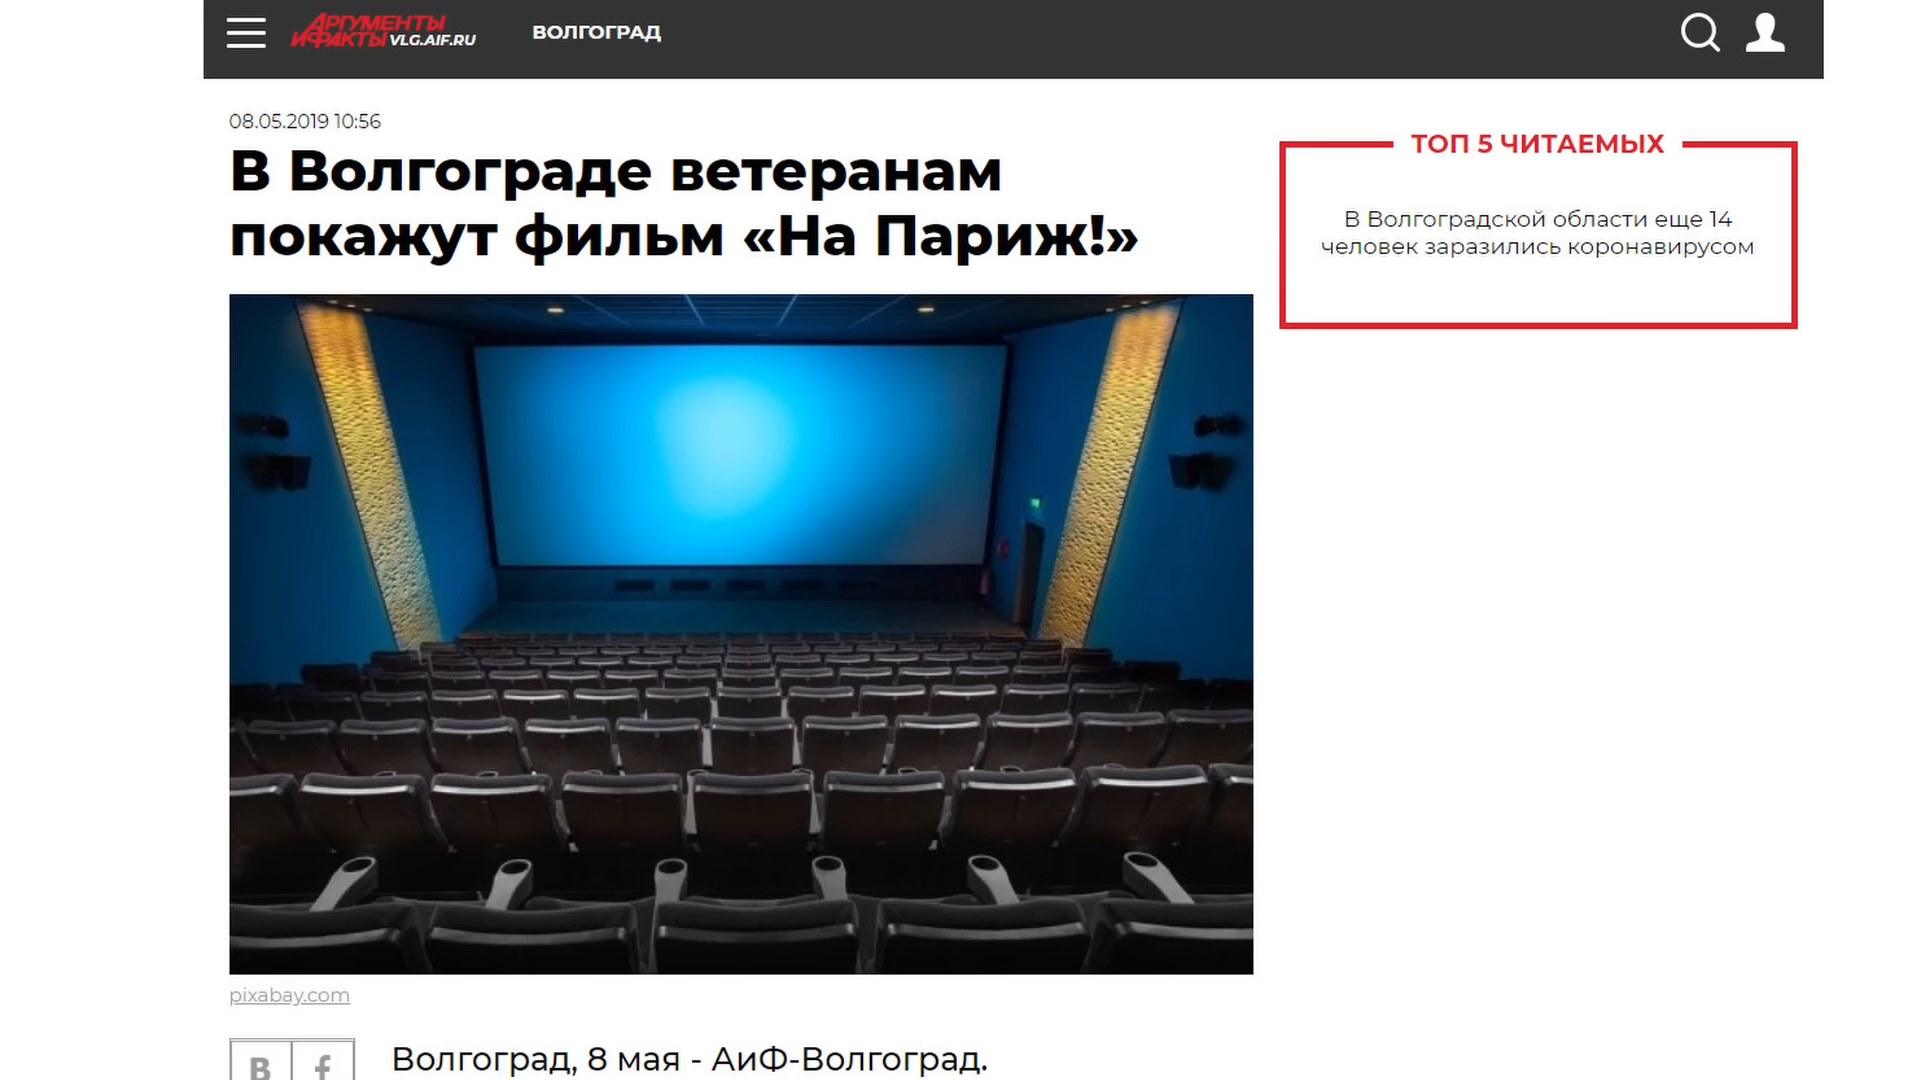 АРГУМЕНТЫ
И ФАКТЫ VLG.AIF.RU
ВОЛГОГРАД
08.05.2019 10:56
В Волгограде ветеранам
покажут фильм «На Париж!»
ТОП 5 ЧИТАЕМЫХ
В Волгоградской области еще 14
человек заразились коронавирусом
pixabay.com
Волгоград, 8 мая - АиФ-Волгоград.